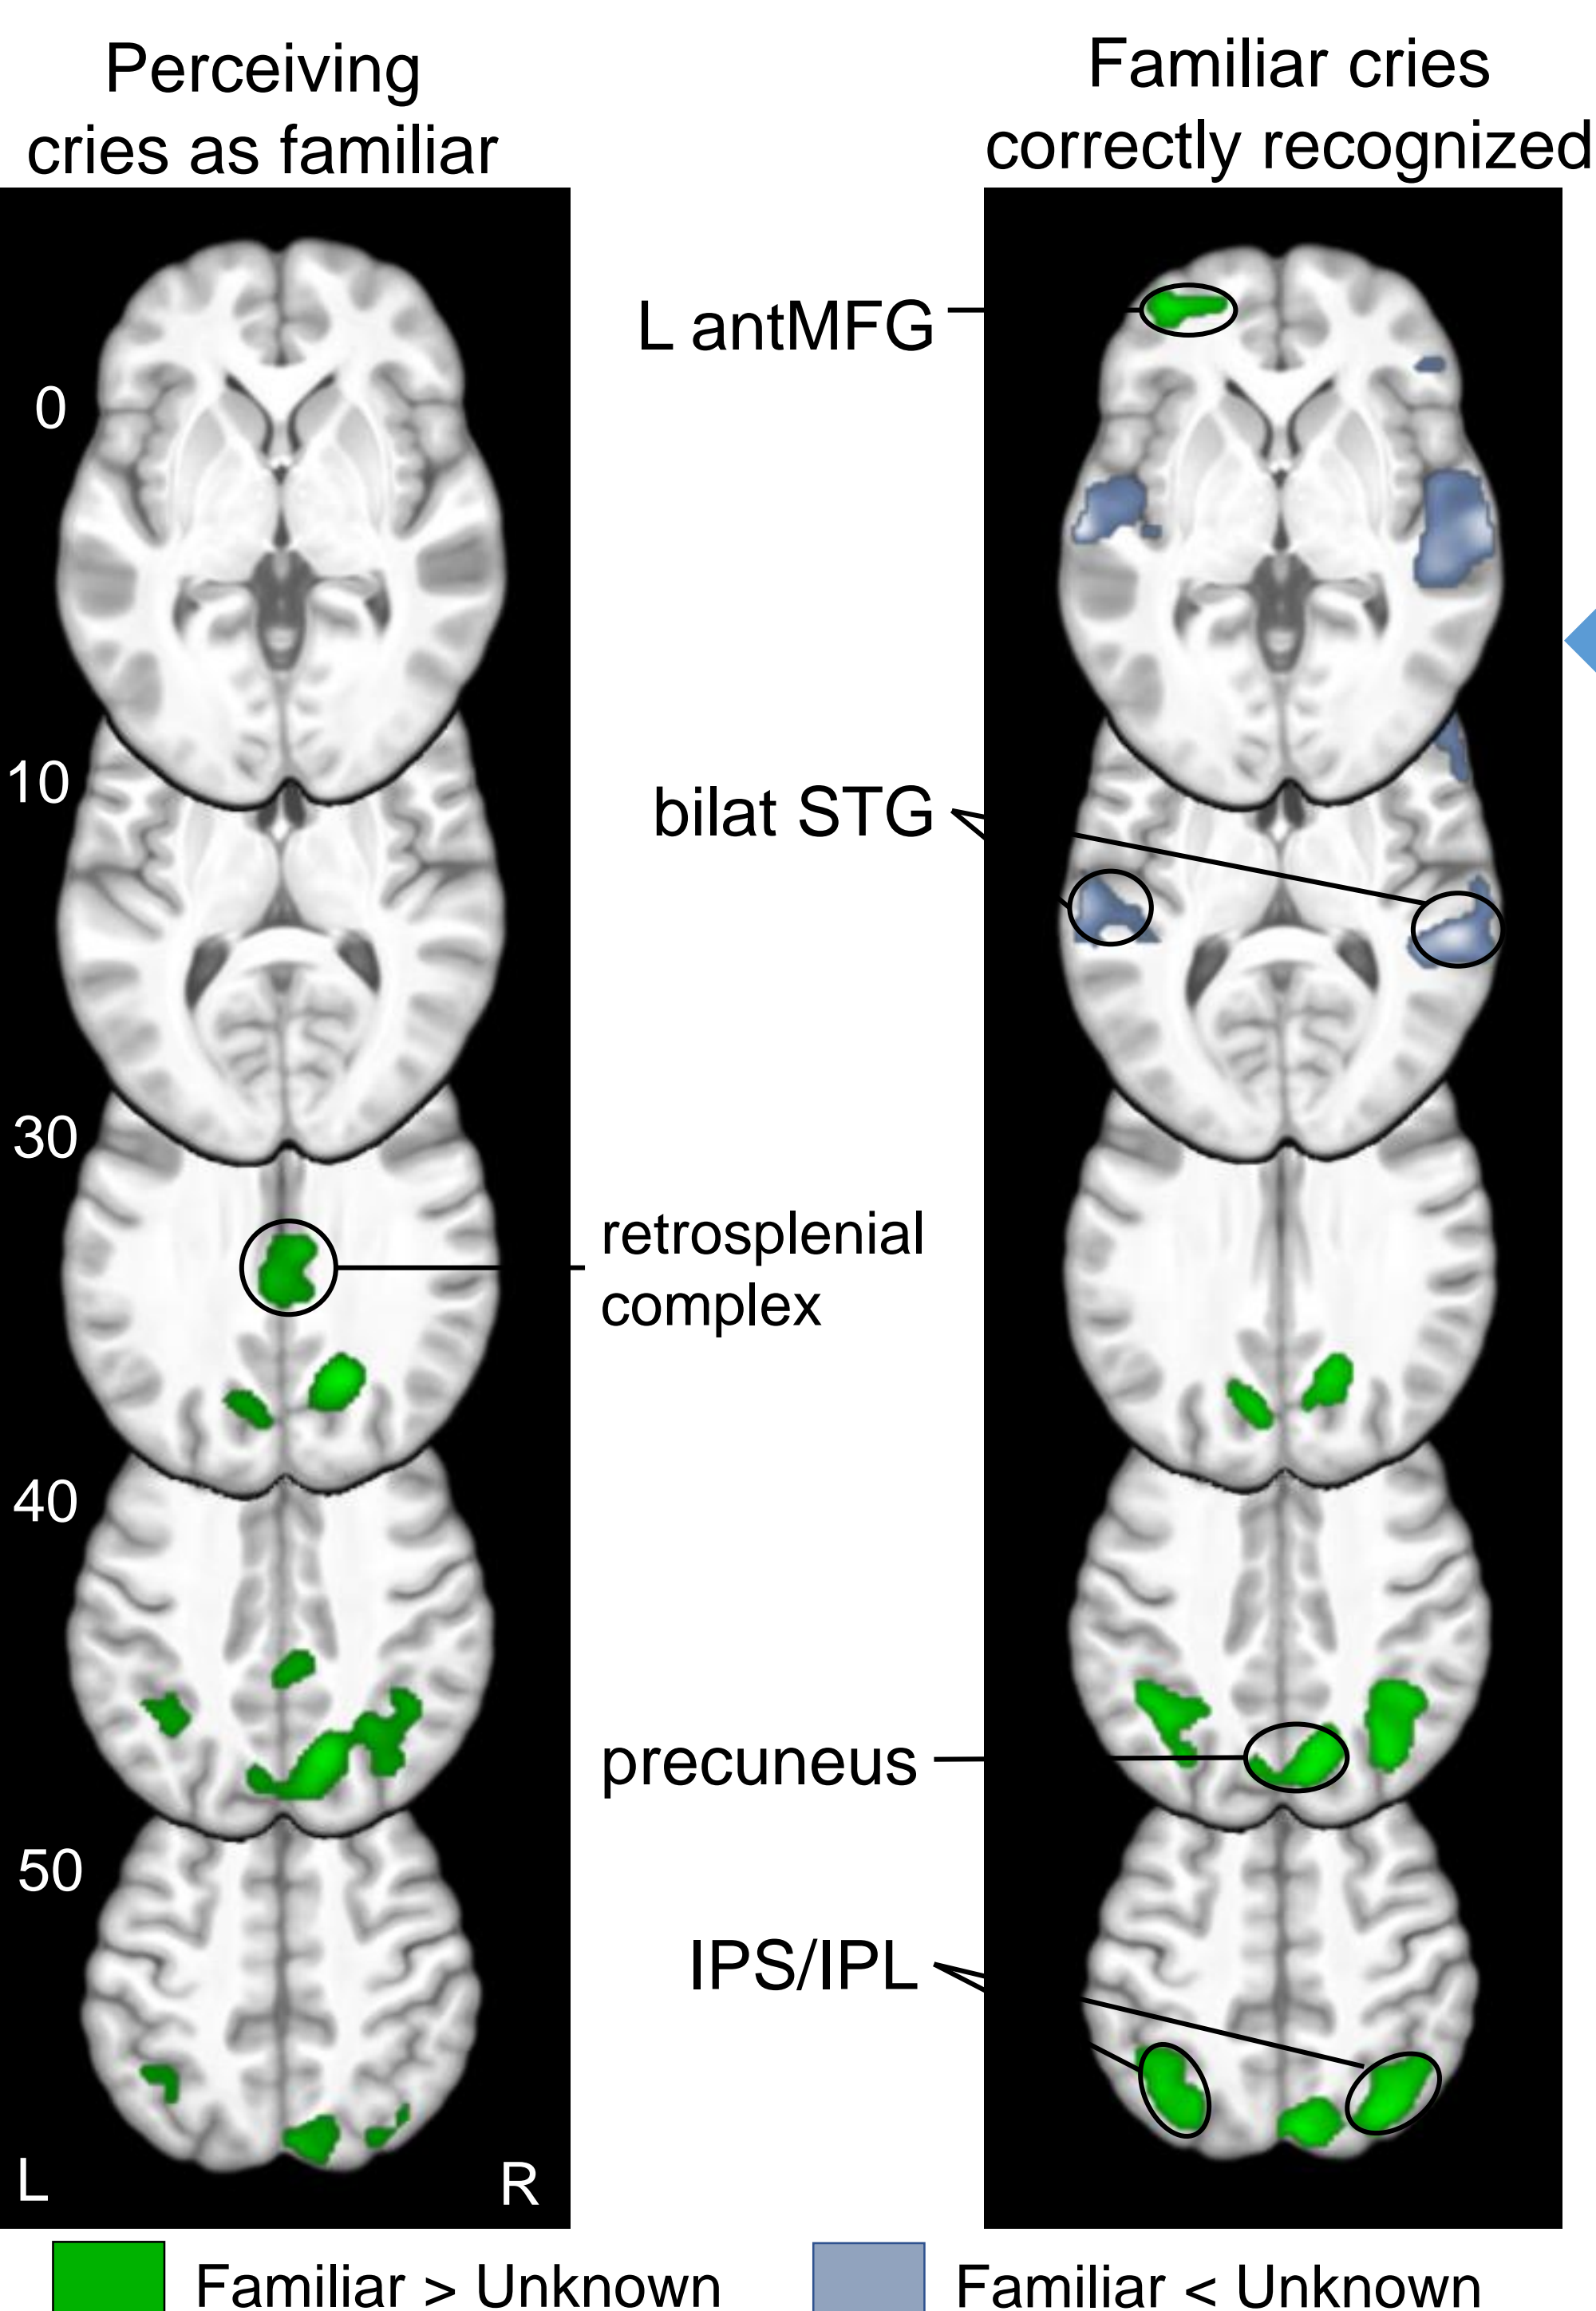 Perceiving
cries as familiar
Familiar cries
correctly recognized
L antMFG
0
10
bilat STG
30
retrosplenial
complex
40
precuneus
50
IPS/IPL
L
R
Familiar > Unknown
Familiar < Unknown